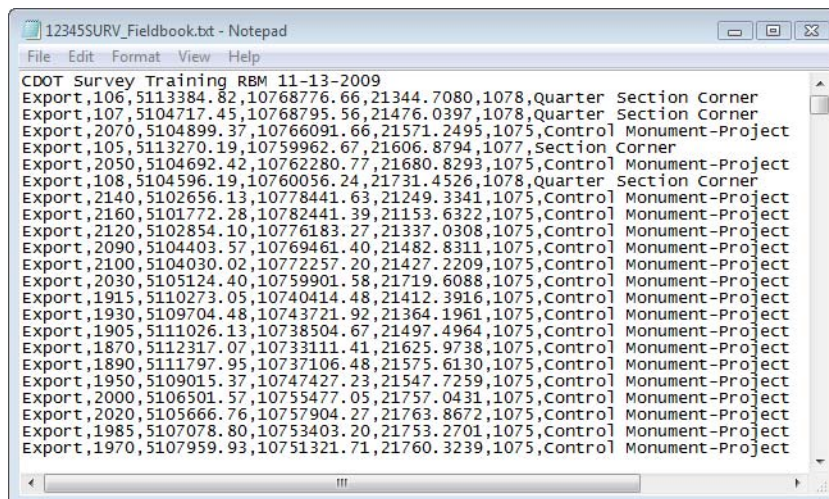 12345SURV_Fieldbook.txt - Notepad
File Edit Format View Help
CDOT Survey Training RBM 11-13-2009
Export,106,5113384.82,10768776.66,21344.7080,1078,Quarter Section Corner
Export,107,5104717.45,10768795.56,21476.0397,1078,Quarter Section Corner
Export,2070,5104899.37,10766091.66,21571.2495,1075,Control Monument-Project
Export,105,5113270.19,10759962.67,21606.8794,1077,Section Corner
Export,2050,5104692.42,10762280.77,21680.8293,1075,Control Monument-Project
Export,108,5104596.19,10760056.24,21731.4526,1078,Quarter Section Corner
Export,2140,5102656.13,10778441.63,21249.3341,1075,Control Monument-Project
Export,2160,5101772.28,10782441.39,21153.6322,1075,Control Monument-Project
Export,2120,5102854.10,10776183.27,21337.0308,1075,Control Monument-Project
Export,2090,5104403.57,10769461.40,21482.8311,1075,Control Monument-Project
Export,2100,5104030.02,10772257.20,21427.2209,1075,Control Monument-Project
Export,2030,5105124.40,10759901.58,21719.6088,1075,Control Monument-Project
Export,1915,5110273.05,10740414.48,21412.3916,1075,Control Monument-Project
Export,1930,5109704.48,10743721.92,21364.1961,1075,Control Monument-Project
Export,1905,5111026.13,10738504.67,21497.4964,1075,Control Monument-Project
Export,1870,5112317.07,10733111.41,21625.9738,1075,Control Monument-Project
Export,1890,5111797.95,10737106.48,21575.6130,1075,Control Monument-Project
Export,1950,5109015.37,10747427.23,21547.7259,1075,Control Monument-Project
Export,2000,5106501.57,10755477.05,21757.0431,1075,Control Monument-Project
Export,2020,5105666.76,10757904.27,21763.8672,1075,Control Monument-Project
Export,1985,5107078.80,10753403.20,21753.2701,1075,Control Monument-Project
Export,1970,5107959.93,10751321.71,21760.3239,1075,Control Monument-Project